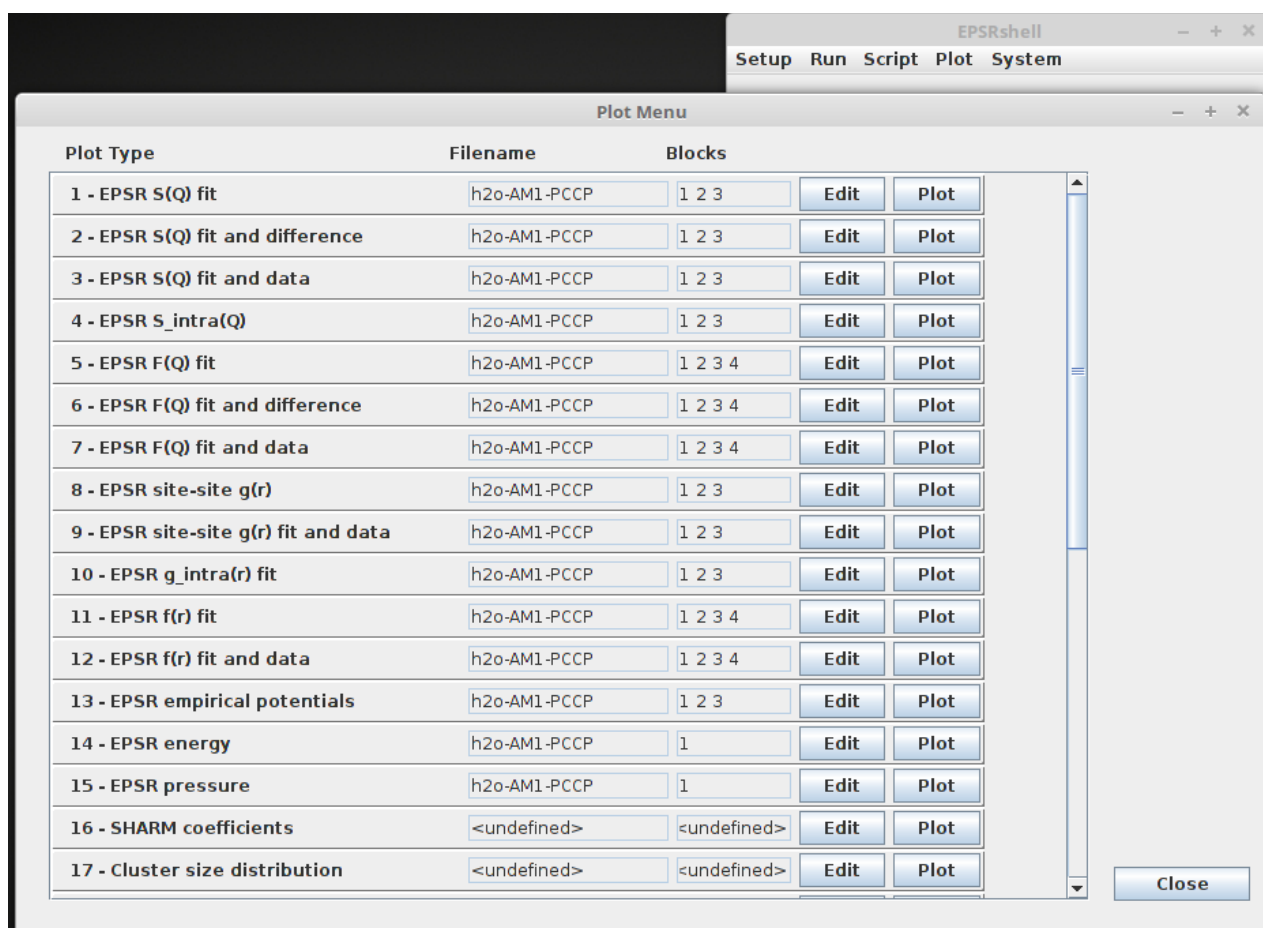 EPSRshell
Setup Run Script Plot System
Plot Menu
Plot Type Filename Blocks
1 - EPSR S(Q) fit h2o-AM1-PCCP 1 2 3 Edit Plot
2 - EPSR S(Q) fit and difference h2o-AM1-PCCP 1 2 3 Edit Plot
3 - EPSR S(Q) fit and data h2o-AM1-PCCP 1 2 3 Edit Plot
4 - EPSR S_intra(Q) h2o-AM1-PCCP 1 2 3 Edit Plot
5 - EPSR F(Q) fit h2o-AM1-PCCP 1 2 3 4 Edit Plot
6 - EPSR F(Q) fit and difference h2o-AM1-PCCP 1 2 3 4 Edit Plot
7 - EPSR F(Q) fit and data h2o-AM1-PCCP 1 2 3 4 Edit Plot
8 - EPSR site-site g(r) h2o-AM1-PCCP 1 2 3 Edit Plot
9 - EPSR site-site g(r) fit and data h2o-AM1-PCCP 1 2 3 Edit Plot
10 - EPSR g_intra(r) fit h2o-AM1-PCCP 1 2 3 Edit Plot
11 - EPSR f(r) fit h2o-AM1-PCCP 1 2 3 4 Edit Plot
12 - EPSR f(r) fit and data h2o-AM1-PCCP 1 2 3 4 Edit Plot
13 - EPSR empirical potentials h2o-AM1-PCCP 1 2 3 Edit Plot
14 - EPSR energy h2o-AM1-PCCP 1 Edit Plot
15 - EPSR pressure h2o-AM1-PCCP 1 Edit Plot
16 - SHARM coefficients <undefined> <undefined> Edit Plot
17 - Cluster size distribution <undefined> <undefined> Edit Plot
Close